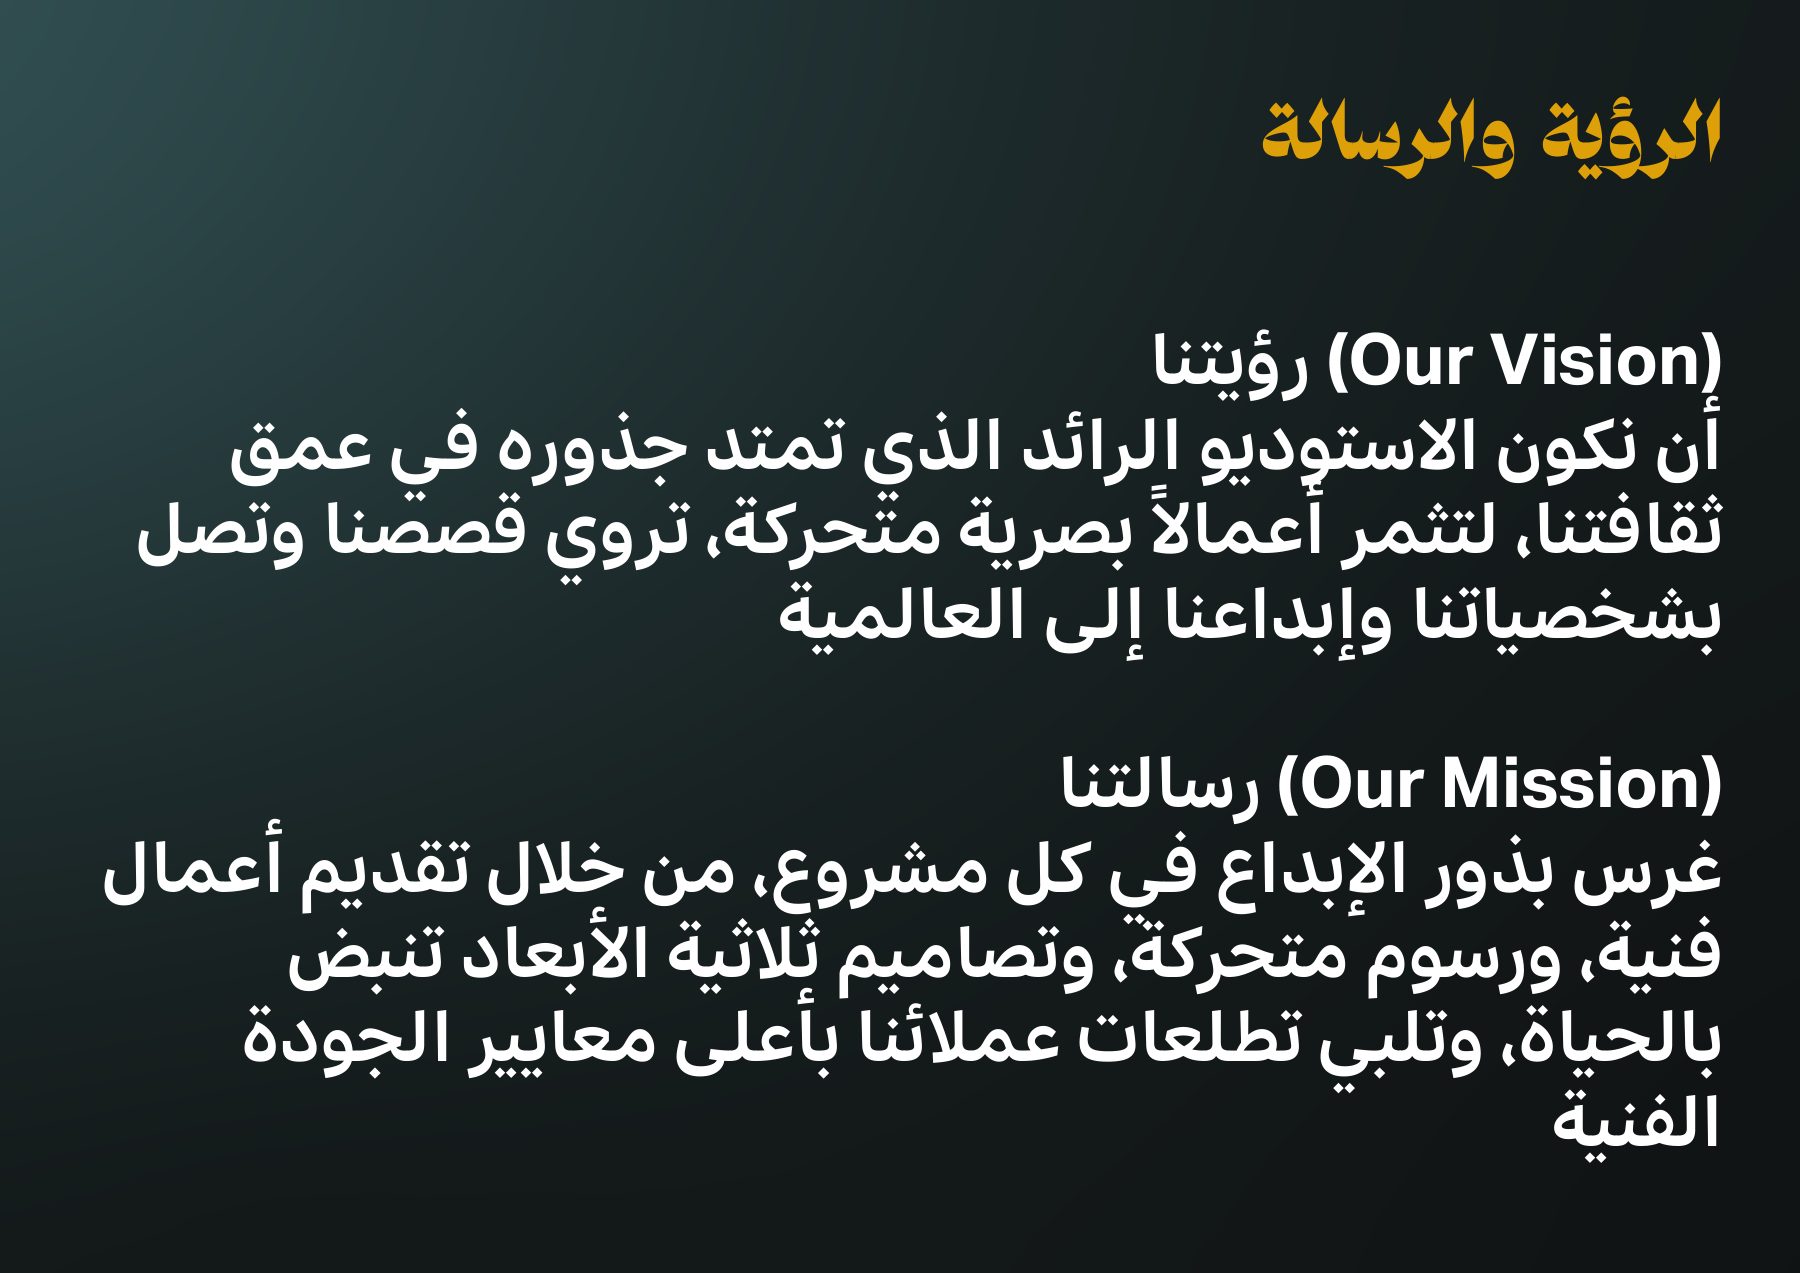 الرؤية والرسالة
(Our Vision) رؤيتنا
أن نكون الاستوديو الرائد الذي تمتد جذوره في عمق
ثقافتنا، لتثمر أعمالاً بصرية متحركة، تروي قصصنا وتصل
بشخصياتنا وإبداعنا إلى العالمية
(Our Mission) رسالتنا
غرس بذور الإبداع في كل مشروع، من خلال تقديم أعمال
فنية، ورسوم متحركة، وتصاميم ثلاثية الأبعاد تنبض
بالحياة، وتلبي تطلعات عملائنا بأعلى معايير الجودة
الفنية